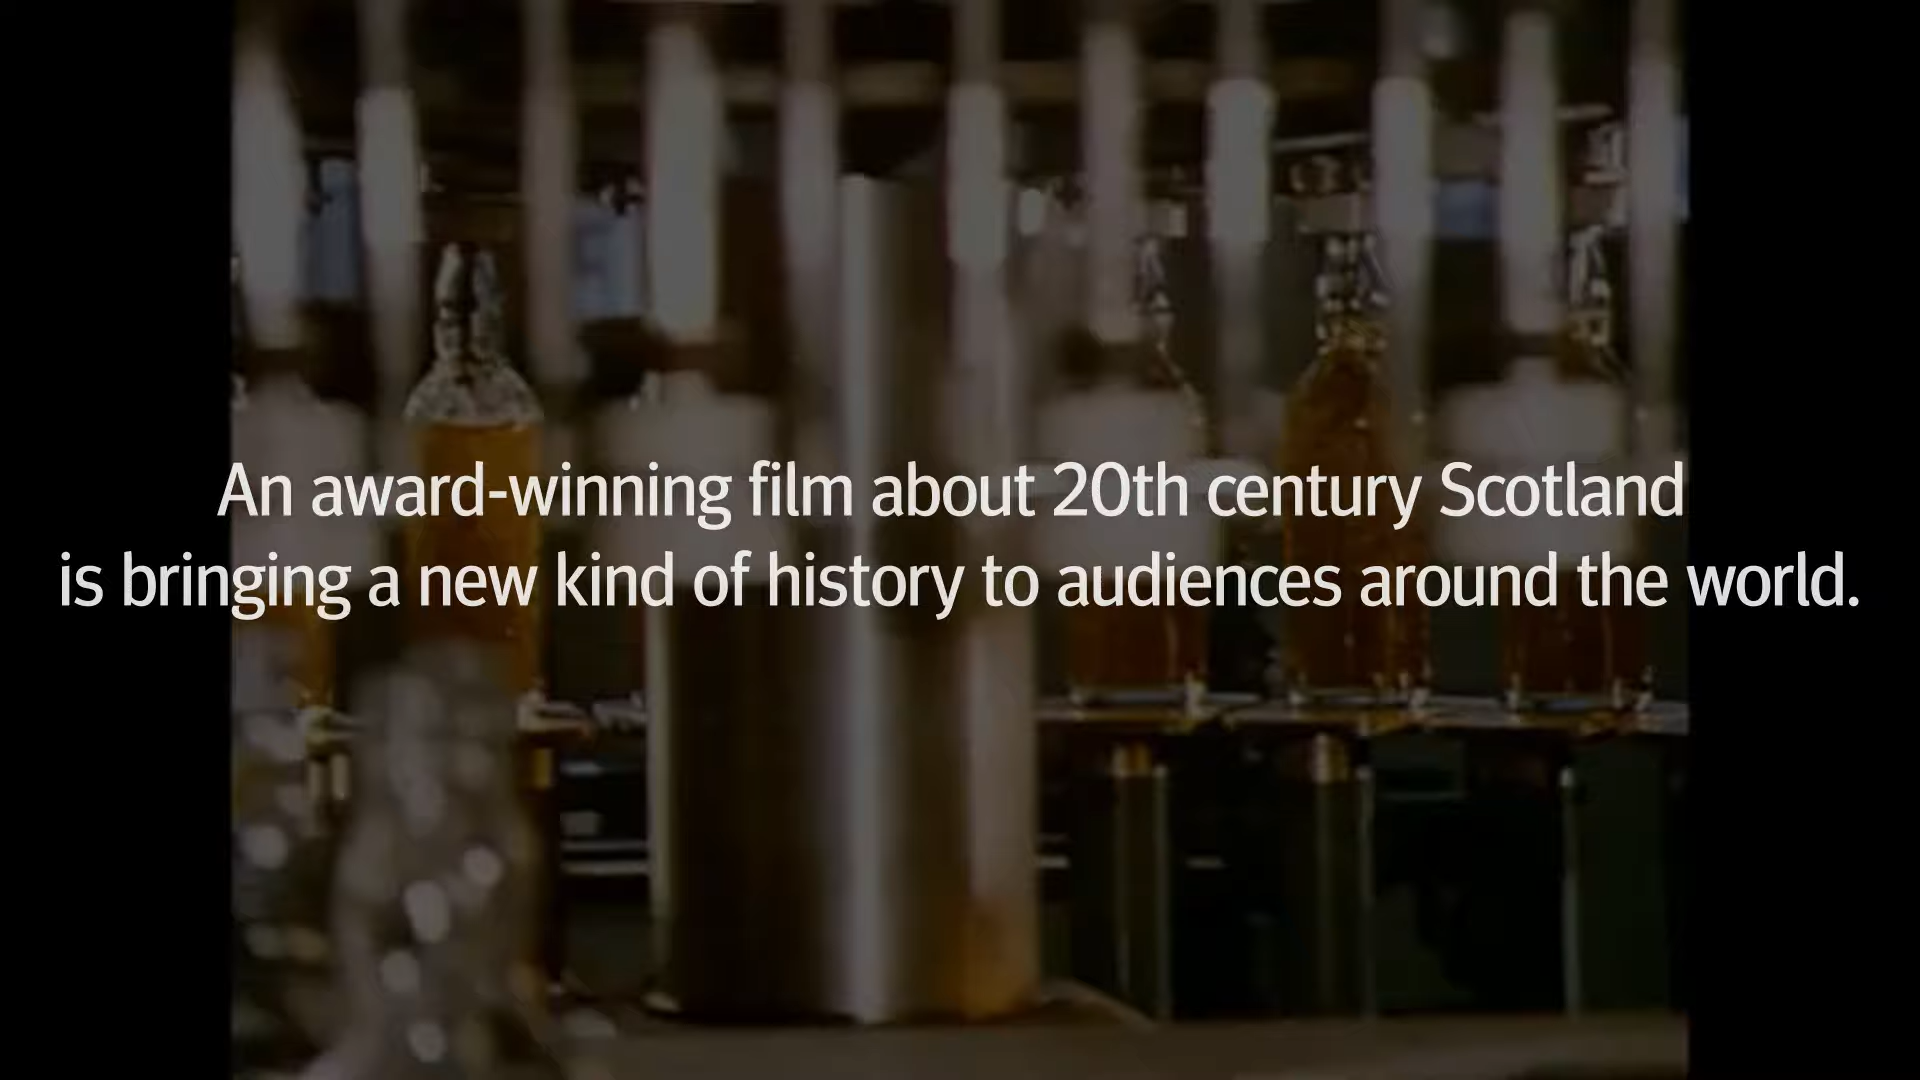 An award-winning film about 20th century Scotland
is bringing a new kind of history to audiences around the world.